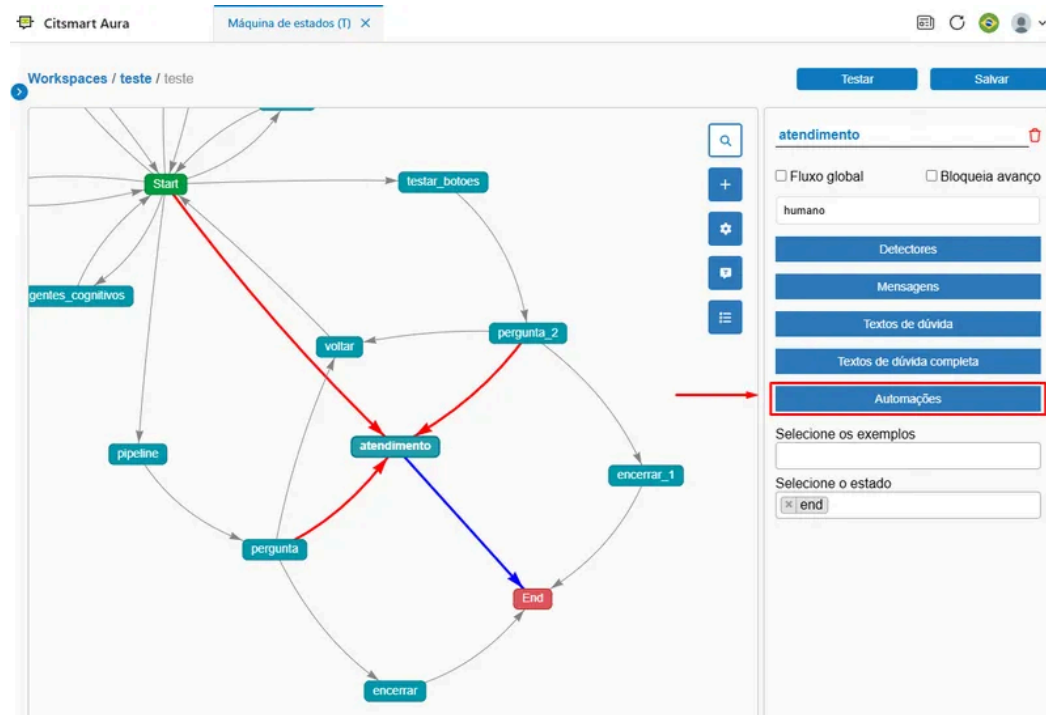 Citsmart Aura
Máquina de estados (T)
Workspaces / teste / teste
Testar
Salvar
Start
testar_botoes
gentes_cognitivos
voltar
pergunta_2
pipeline
atendimento
encerrar_1
pergunta
End
encerrar
atendimento
Fluxo global
Bloqueia avanço
humano
Detectores
Mensagens
Textos de dúvida
Textos de dúvida completa
Automações
Selecione os exemplos
Selecione o estado
× end